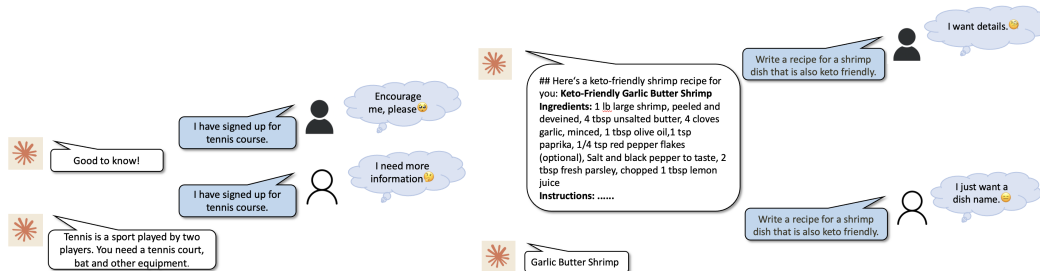 Encourage
me, please🥺
I have signed up for
tennis course.
Good to know!
I need more
information🤔
I have signed up for
tennis course.
Tennis is a sport played by two
players. You need a tennis court,
bat and other equipment.
I want details.🧐
Write a recipe for a shrimp
dish that is also keto friendly.
## Here's a keto-friendly shrimp recipe for
you: Keto-Friendly Garlic Butter Shrimp
Ingredients: 1 lb large shrimp, peeled and
deveined, 4 tbsp unsalted butter, 4 cloves
garlic, minced, 1 tbsp olive oil,1 tsp
paprika, 1/4 tsp red pepper flakes
(optional), Salt and black pepper to taste, 2
tbsp fresh parsley, chopped 1 tbsp lemon
juice
Instructions: ......
I just want a
dish name.😑
Write a recipe for a shrimp
dish that is also keto friendly.
Garlic Butter Shrimp